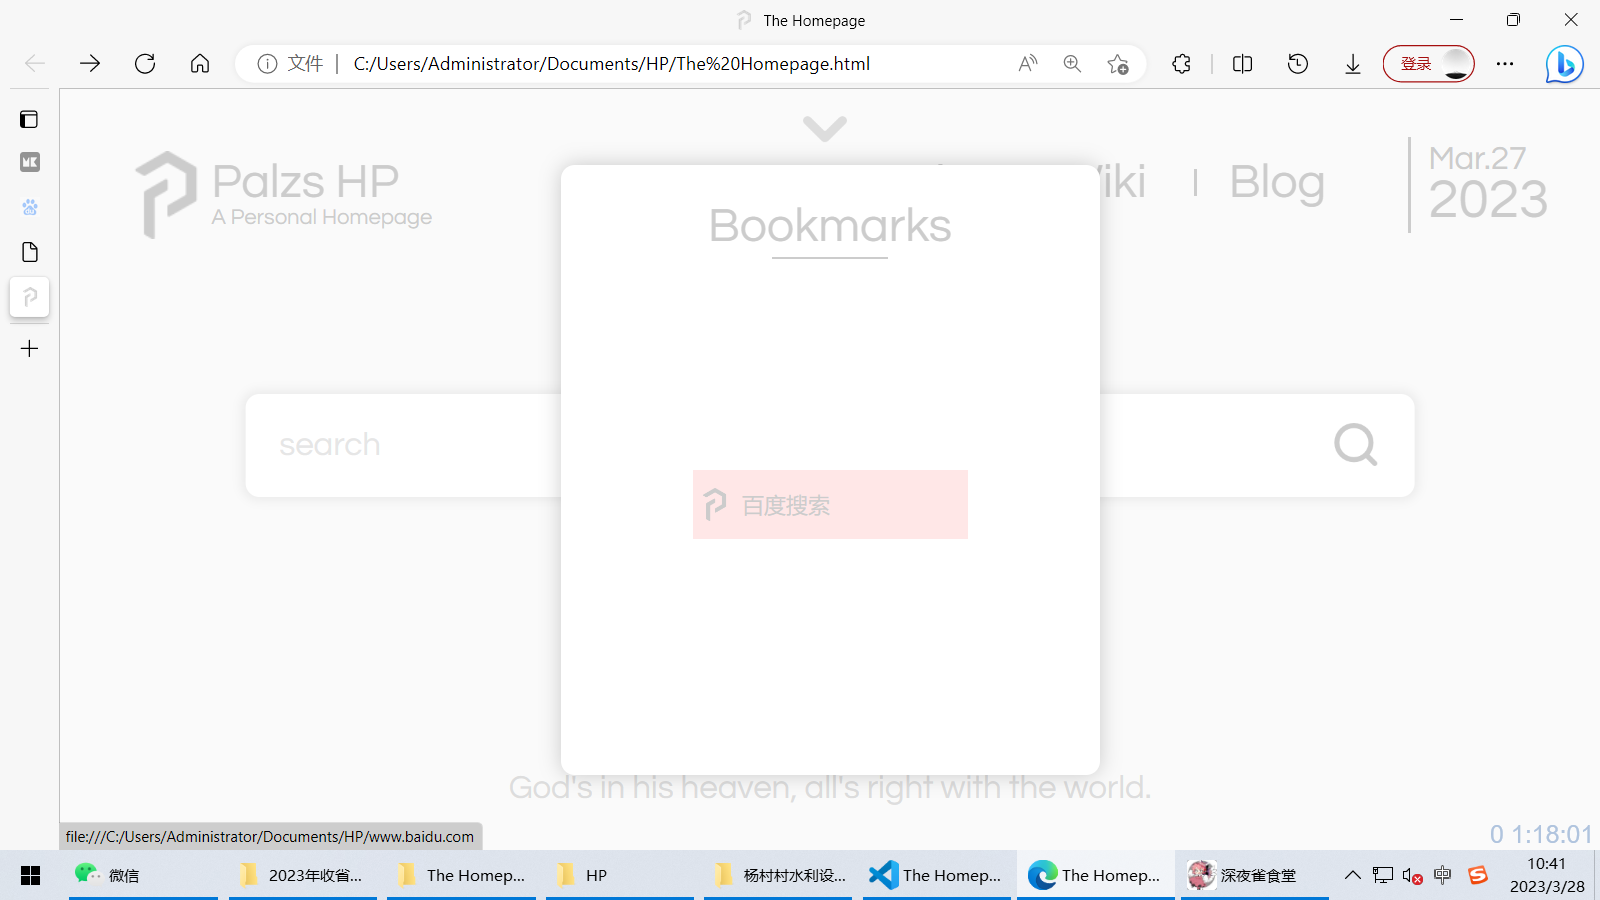 The Homepage
文件
C:/Users/Administrator/Documents/HP/The%20Homepage.html
登录
Palzs HP
A Personal Homepage
iki
Blog
Mar.27
2023
Bookmarks
search
百度搜索
God's in his heaven, all's right with the world.
file:///C:/Users/Administrator/Documents/HP/www.baidu.com
0 1:18:01
微信
2023年收省...
The Homep...
HP
杨村村水利设...
The Homep...
The Homep...
深夜雀食堂
中
10:41
2023/3/28